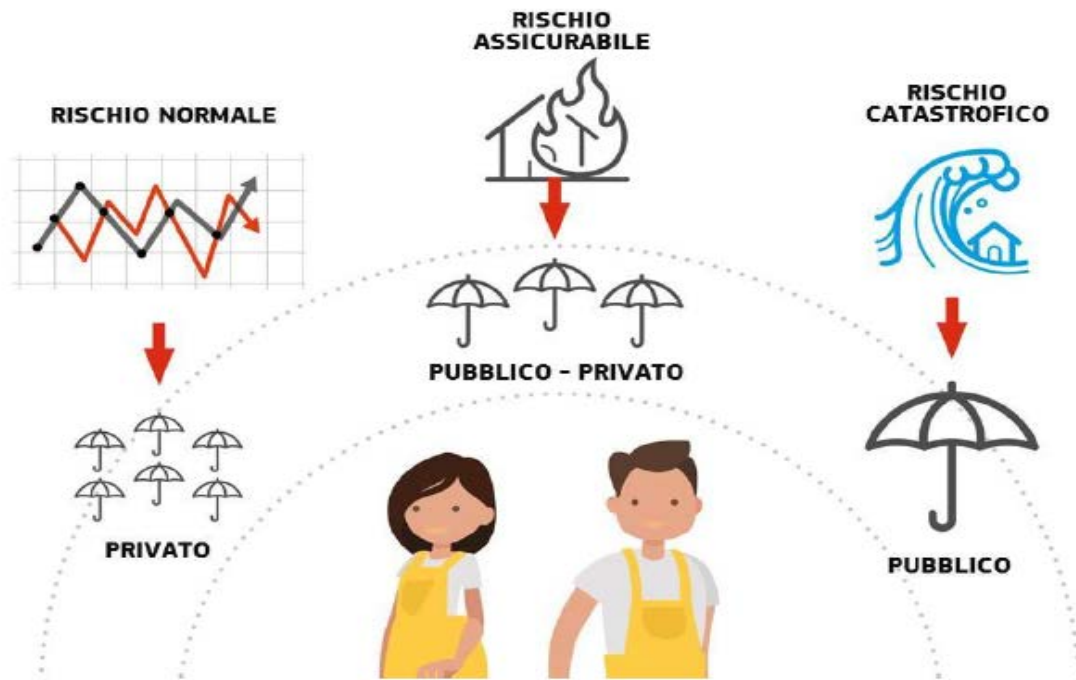 RISCHIO NORMALE
PRIVATO
RISCHIO
ASSICURABILE
PUBBLICO - PRIVATO
RISCHIO
CATASTROFICO
PUBBLICO